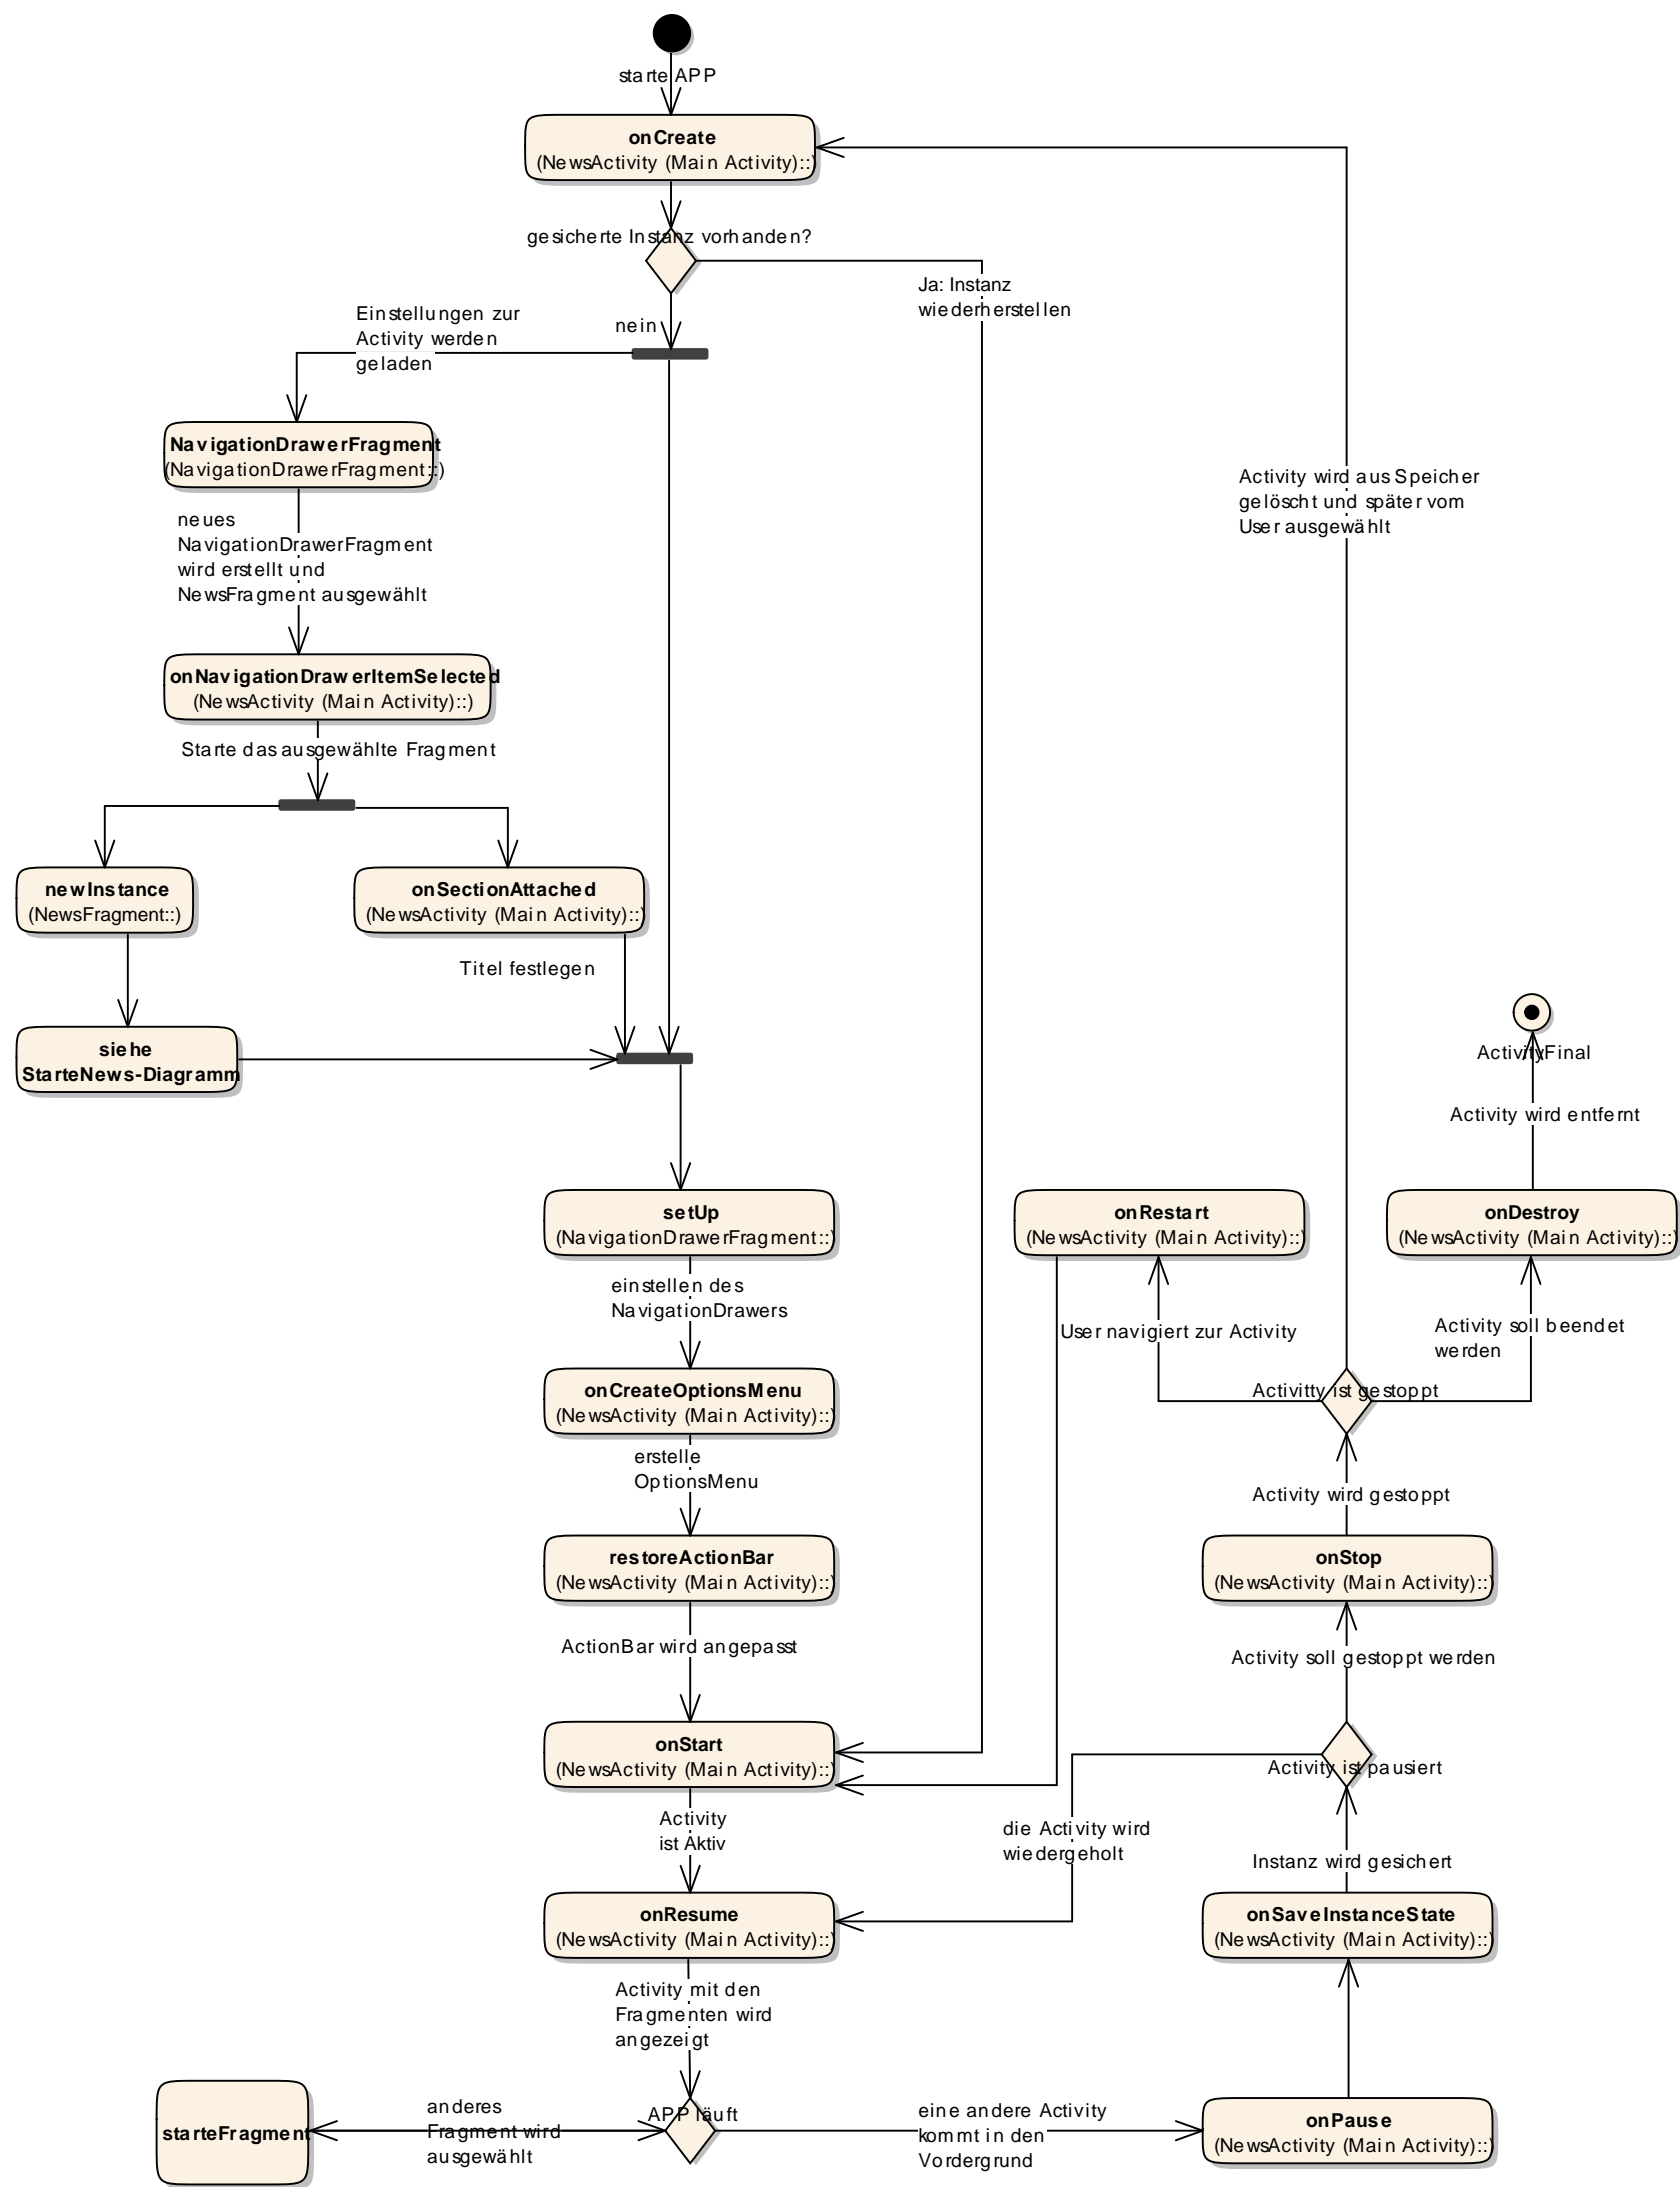 starte APP
onCreate
(NewsActivity (Main Activity)::)
gesicherte Instanz vorhanden?
Ja: Instanz
wiederherstellen
Einstellungen zur
Activity werden
geladen
nein
NavigationDrawerFragment
(NavigationDrawerFragment::)
neues
NavigationDrawerFragment
wird erstellt und
NewsFragment ausgewählt
Activity wird aus Speicher
gelöscht und später vom
User ausgewählt
onNavigationDrawerItemSelected
(NewsActivity (Main Activity)::)
Starte das ausgewählte Fragment
newInstance
(NewsFragment::)
onSectionAttached
(NewsActivity (Main Activity)::)
Titel festlegen
siehe
StarteNews-Diagramm
ActivityFinal
Activity wird entfernt
setUp
(NavigationDrawerFragment::)
onRestart
(NewsActivity (Main Activity)::)
onDestroy
(NewsActivity (Main Activity)::)
einstellen des
NavigationDrawers
User navigiert zur Activity
Activity soll beendet
werden
onCreateOptionsMenu
(NewsActivity (Main Activity)::)
Activitty ist gestoppt
erstelle
OptionsMenu
Activity wird gestoppt
restoreActionBar
(NewsActivity (Main Activity)::)
onStop
(NewsActivity (Main Activity)::)
ActionBar wird angepasst
Activity soll gestoppt werden
onStart
(NewsActivity (Main Activity)::)
Activity ist pausiert
Activity
ist Aktiv
die Activity wird
wiedergeholt
Instanz wird gesichert
onResume
(NewsActivity (Main Activity)::)
onSaveInstanceState
(NewsActivity (Main Activity)::)
Activity mit den
Fragmenten wird
angezeigt
starteFragment
anderes
Fragment wird
ausgewählt
APP läuft
eine andere Activity
kommt in den
Vordergrund
onPause
(NewsActivity (Main Activity)::)